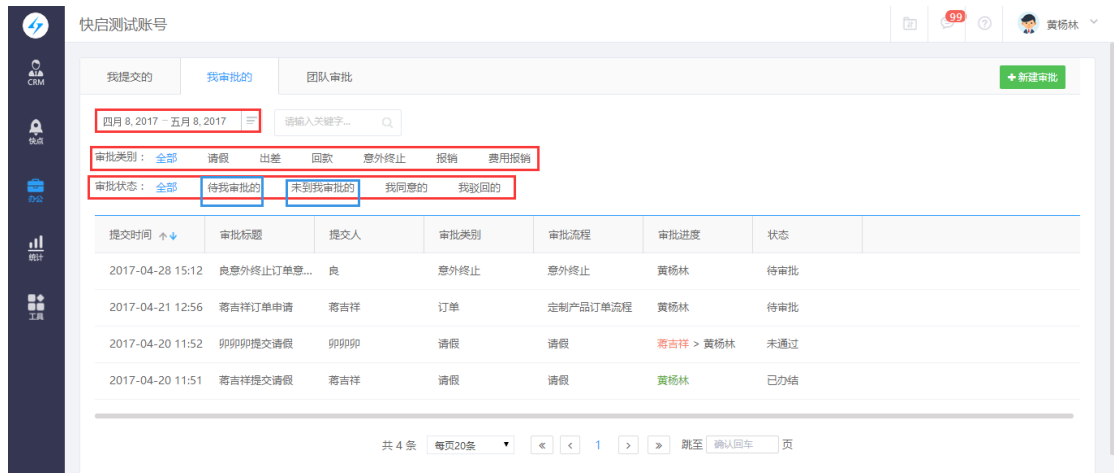 快启测试账号
99
黄杨林
CRM
快点
办公
统计
工具
我提交的 我审批的 团队审批 +新建审批
四月 8, 2017 - 五月 8, 2017 请输入关键字...
审批类别： 全部 请假 出差 回款 意外终止 报销 费用报销
审批状态： 全部 待我审批的 未到我审批的 我同意的 我驳回的
提交时间 审批标题 提交人 审批类别 审批流程 审批进度 状态
2017-04-28 15:12 良意外终止订单意... 良 意外终止 意外终止 黄杨林 待审批
2017-04-21 12:56 蒋吉祥订单申请 蒋吉祥 订单 定制产品订单流程 黄杨林 待审批
2017-04-20 11:52 卯卯卯提交请假 卯卯卯 请假 请假 蒋吉祥 > 黄杨林 未通过
2017-04-20 11:51 蒋吉祥提交请假 蒋吉祥 请假 请假 黄杨林 已办结
共 4 条 每页20条 « < 1 > » 跳至 确认回车 页